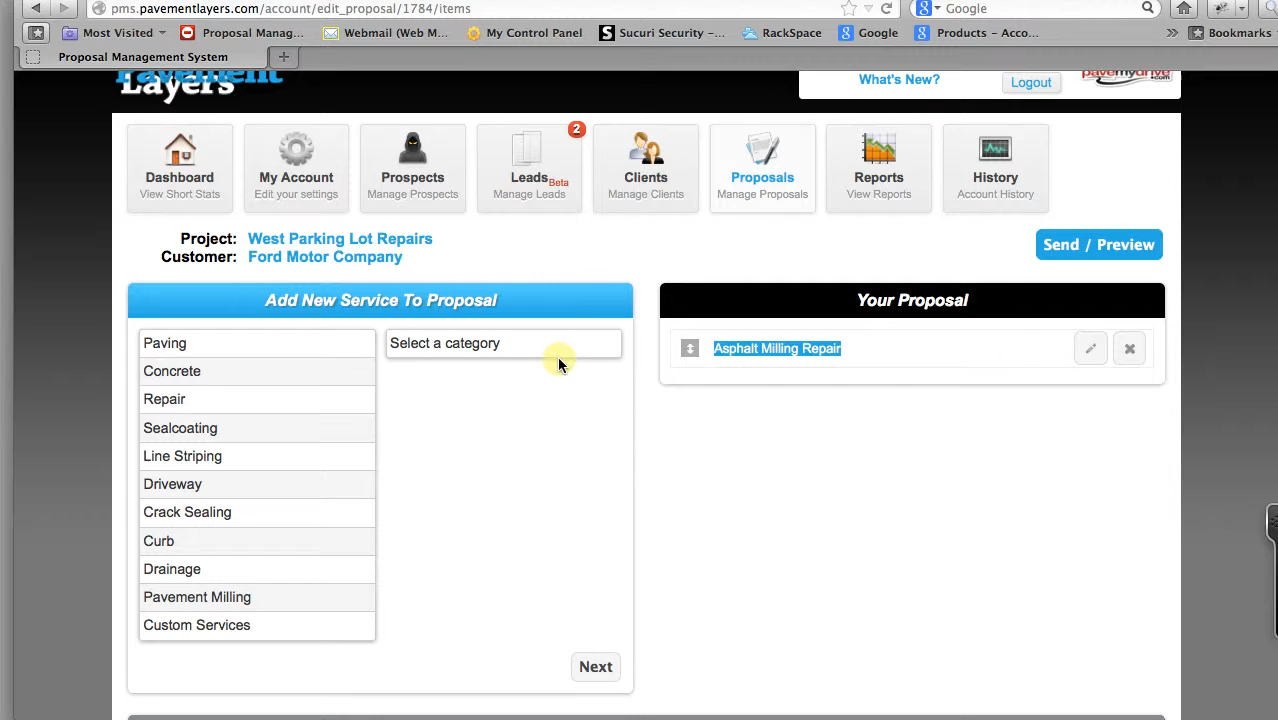 pms.pavementlayers.com/account/edit_proposal/1784/items
Google
Most Visited
Proposal Manag...
Webmail (Web M...
My Control Panel
Sucuri Security –...
RackSpace
Google
Products – Acco...
Bookmarks
Proposal Management System
Pavement
Layers
What's New?
Logout
pavemydrive.com
Dashboard
View Short Stats
My Account
Edit your settings
Prospects
Manage Prospects
2
Leads Beta
Manage Leads
Clients
Manage Clients
Proposals
Manage Proposals
Reports
View Reports
History
Account History
Project: West Parking Lot Repairs
Customer: Ford Motor Company
Send / Preview
Add New Service To Proposal
Paving
Concrete
Repair
Sealcoating
Line Striping
Driveway
Crack Sealing
Curb
Drainage
Pavement Milling
Custom Services
Select a category
Next
Your Proposal
Asphalt Milling Repair